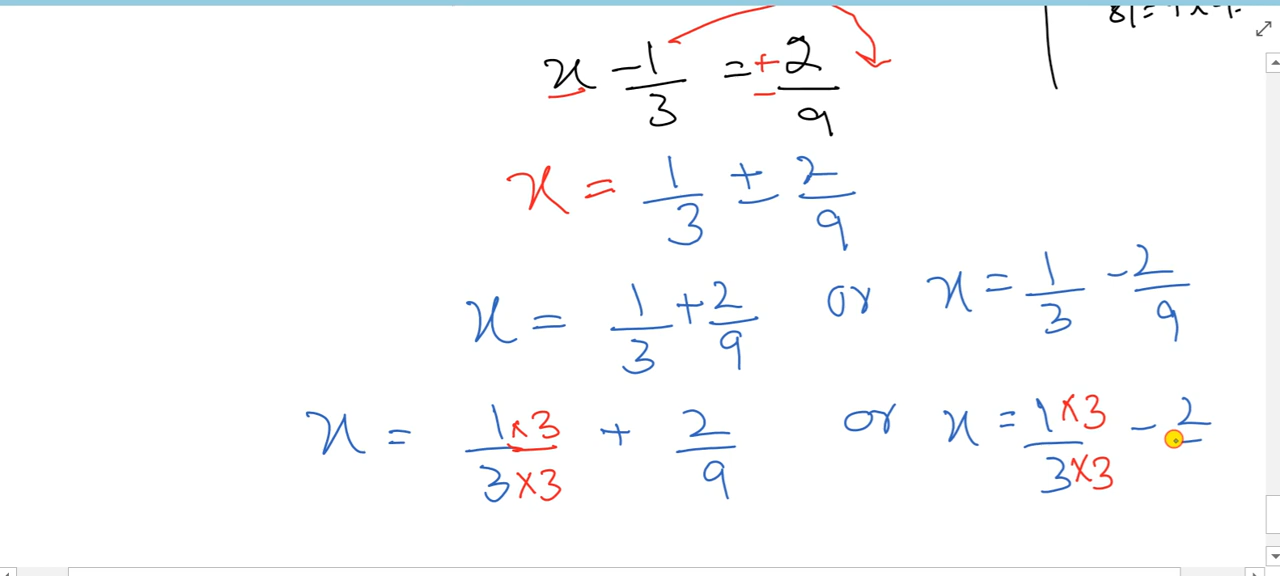 x - 1/3 = ± 2/9
x = 1/3 ± 2/9
x = 1/3 + 2/9 or x = 1/3 - 2/9
x = 1×3/3×3 + 2/9 or x = 1×3/3×3 - 2